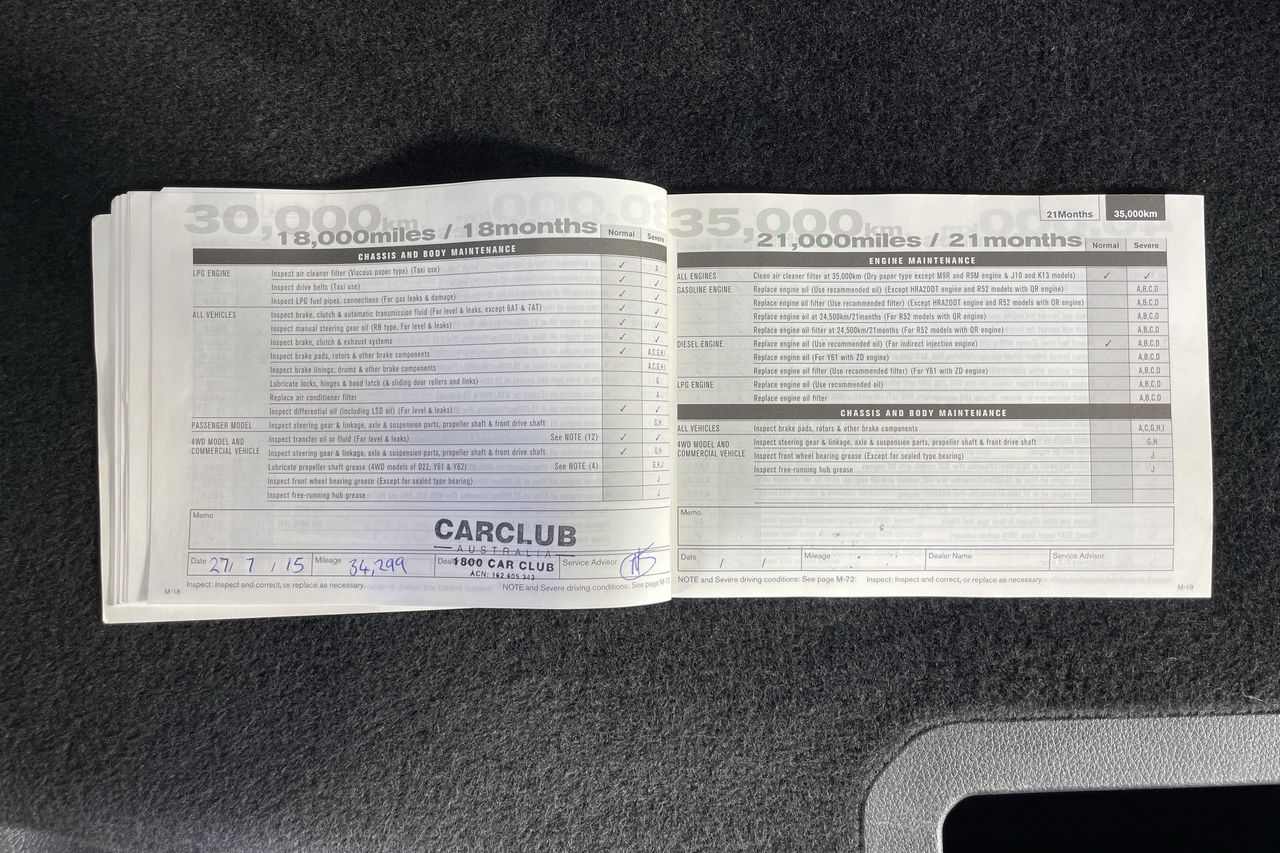 30,000km
18,000miles / 18months
Normal Severe
CHASSIS AND BODY MAINTENANCE
LPG ENGINE Inspect air cleaner filter (Viscous paper type) (Taxi use) ✓ A
Inspect drive belts (Taxi use) ✓ ✓
Inspect LPG fuel pipes, connections (For gas leaks & damage) ✓ ✓
ALL VEHICLES Inspect brake, clutch & automatic transmission fluid (For level & leaks, except 6AT & 7AT) ✓ ✓
Inspect manual steering gear oil (RB type, For level & leaks) ✓ ✓
Inspect brake, clutch & exhaust systems ✓ ✓
Inspect brake pads, rotors & other brake components ✓ A,C,G,H,I
Inspect brake linings, drums & other brake components A,C,G,H,I
Lubricate locks, hinges & hood latch (& sliding door rollers and links) G
Replace air conditioner filter A
Inspect differential oil (including LSD oil) (For level & leaks) ✓ ✓
PASSENGER MODEL Inspect steering gear & linkage, axle & suspension parts, propeller shaft & front drive shaft G,H
4WD MODEL AND COMMERCIAL VEHICLE Inspect transfer oil or fluid (For level & leaks) See NOTE (12) ✓ ✓
Inspect steering gear & linkage, axle & suspension parts, propeller shaft & front drive shaft ✓ G,H
Lubricate propeller shaft grease (4WD models of D22, Y61 & Y62) See NOTE (4) G,H,J
Inspect front wheel bearing grease (Except for sealed type bearing) J
Inspect free-running hub grease J
Memo
CARCLUB
AUSTRALIA
1800 CAR CLUB
ACN: 162 605 343
Date 27/ 7 / 15 Mileage 34,299 Service Advisor
Inspect: Inspect and correct, or replace as necessary. NOTE and Severe driving conditions: See page M-72
M-18
21Months 35,000km
35,000km
21,000miles / 21months
Normal Severe
ENGINE MAINTENANCE
ALL ENGINES Clean air cleaner filter at 35,000km (Dry paper type except M9R and R9M engine & J10 and K13 models) ✓ ✓
GASOLINE ENGINE Replace engine oil (Use recommended oil) (Except HRA2DDT engine and R52 models with QR engine) A,B,C,D
Replace engine oil filter (Use recommended filter) (Except HRA2DDT engine and R52 models with QR engine) A,B,C,D
Replace engine oil at 24,500km/21months (For R52 models with QR engine) A,B,C,D
Replace engine oil filter at 24,500km/21months (For R52 models with QR engine) A,B,C,D
DIESEL ENGINE Replace engine oil (Use recommended oil) (For indirect injection engine) ✓ A,B,C,D
Replace engine oil (For Y61 with ZD engine) A,B,C,D
Replace engine oil filter (Use recommended filter) (For Y61 with ZD engine) A,B,C,D
LPG ENGINE Replace engine oil (Use recommended oil) A,B,C,D
Replace engine oil filter A,B,C,D
CHASSIS AND BODY MAINTENANCE
ALL VEHICLES Inspect brake pads, rotors & other brake components A,C,G,H,I
4WD MODEL AND COMMERCIAL VEHICLE Inspect steering gear & linkage, axle & suspension parts, propeller shaft & front drive shaft G,H
Inspect front wheel bearing grease (Except for sealed type bearing) J
Inspect free-running hub grease J
Memo
Date / / Mileage Dealer Name Service Advisor
NOTE and Severe driving conditions: See page M-72 Inspect: Inspect and correct, or replace as necessary.
M-19